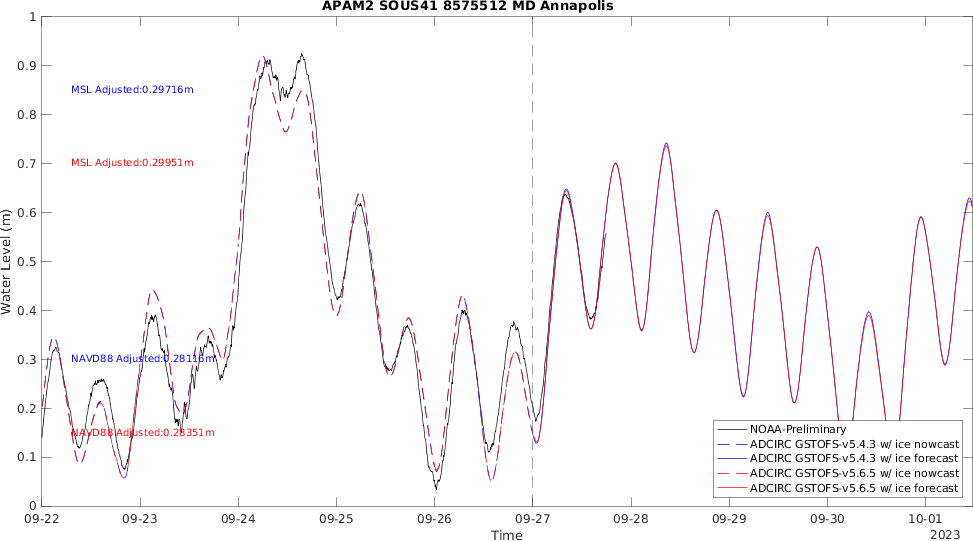 APAM2 SOUS41 8575512 MD Annapolis
1
0.9
0.8
0.7
0.6
0.5
0.4
0.3
0.2
0.1
0
Water Level (m)
MSL Adjusted:0.29716m
MSL Adjusted:0.29951m
NAVD88 Adjusted:0.28115m
NAVD88 Adjusted:0.28351m
NOAA-Preliminary
ADCIRC GSTOFS-v5.4.3 w/ ice nowcast
ADCIRC GSTOFS-v5.4.3 w/ ice forecast
ADCIRC GSTOFS-v5.6.5 w/ ice nowcast
ADCIRC GSTOFS-v5.6.5 w/ ice forecast
09-22 09-23 09-24 09-25 09-26 09-27 09-28 09-29 09-30 10-01
Time
2023